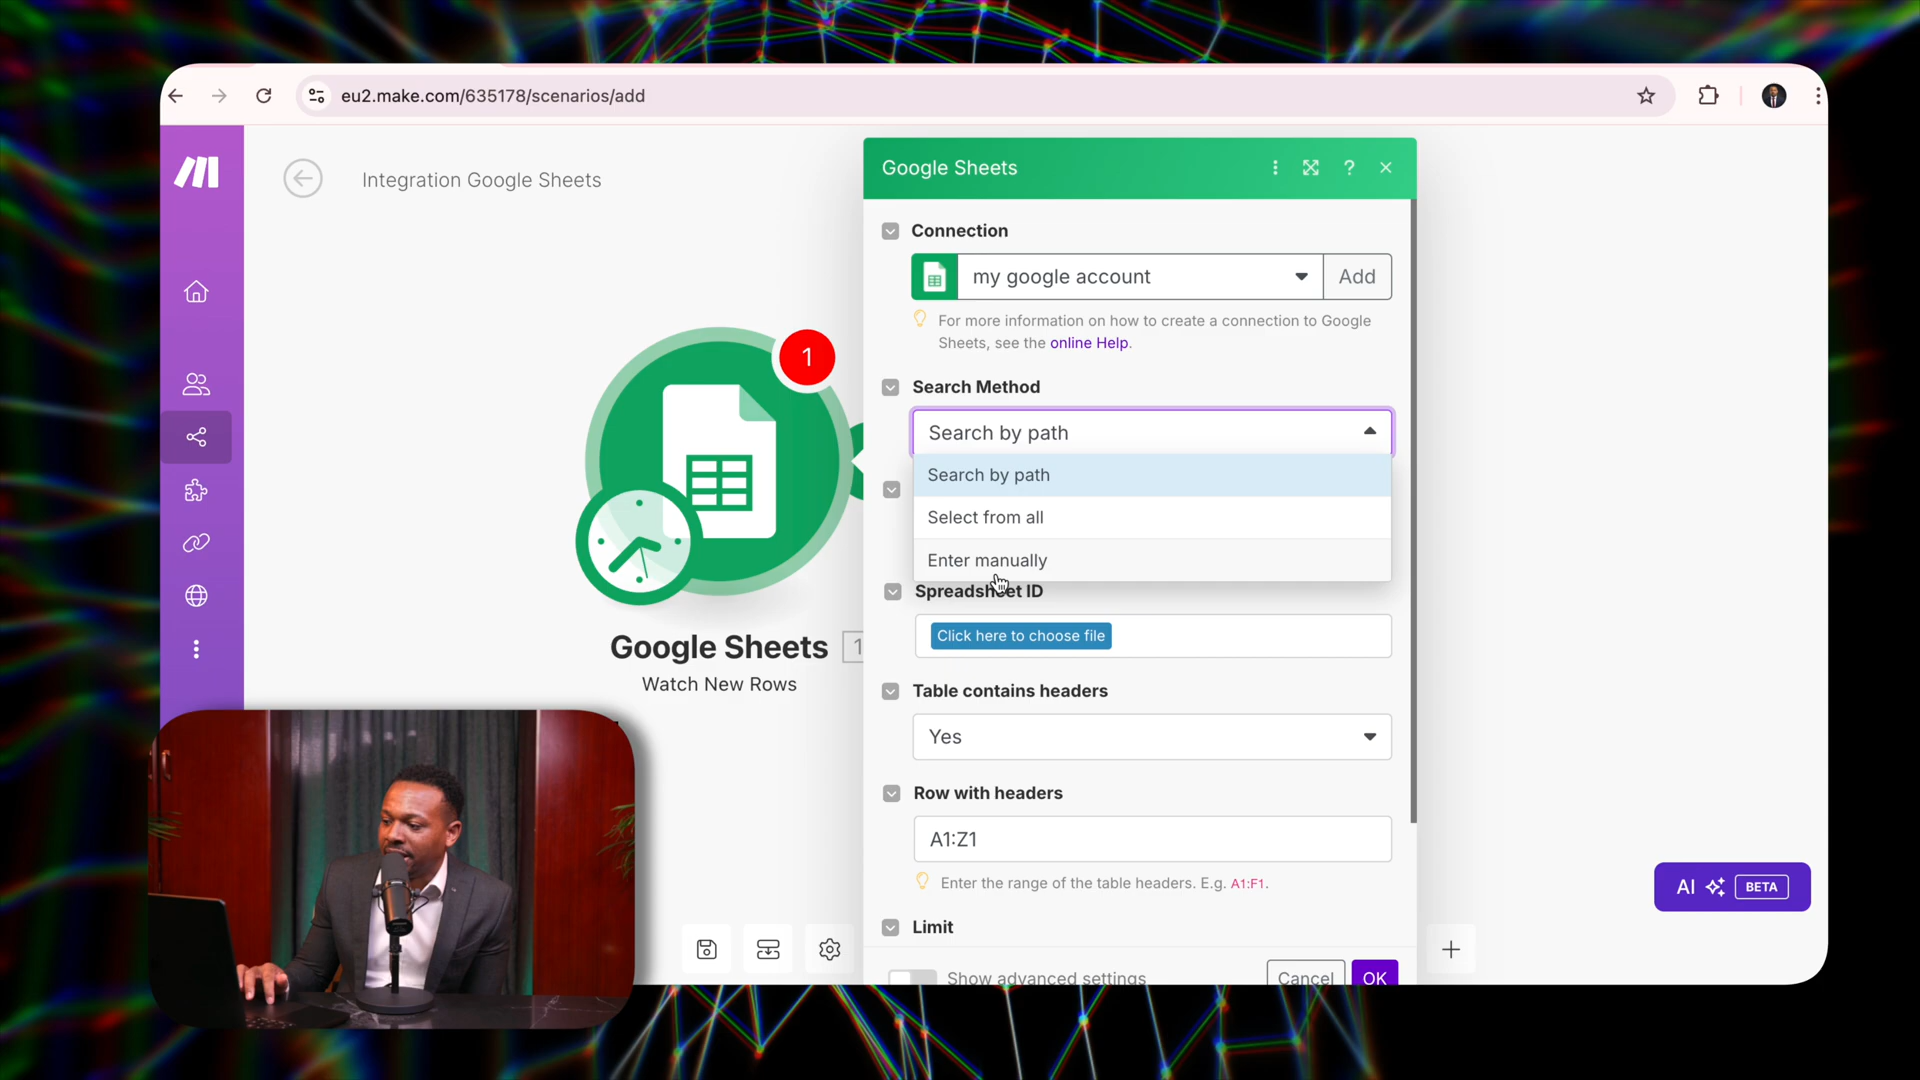 eu2.make.com/635178/scenarios/add
Integration Google Sheets
Google Sheets
?
Connection
my google account
Add
For more information on how to create a connection to Google
Sheets, see the online Help.
Search Method
Search by path
Search by path
Select from all
Enter manually
Spreadsheet ID
Click here to choose file
Table contains headers
Yes
Row with headers
A1:Z1
Enter the range of the table headers. E.g. A1:F1.
Limit
Show advanced settings
Cancel
OK
1
Google Sheets
1
Watch New Rows
AI
BETA